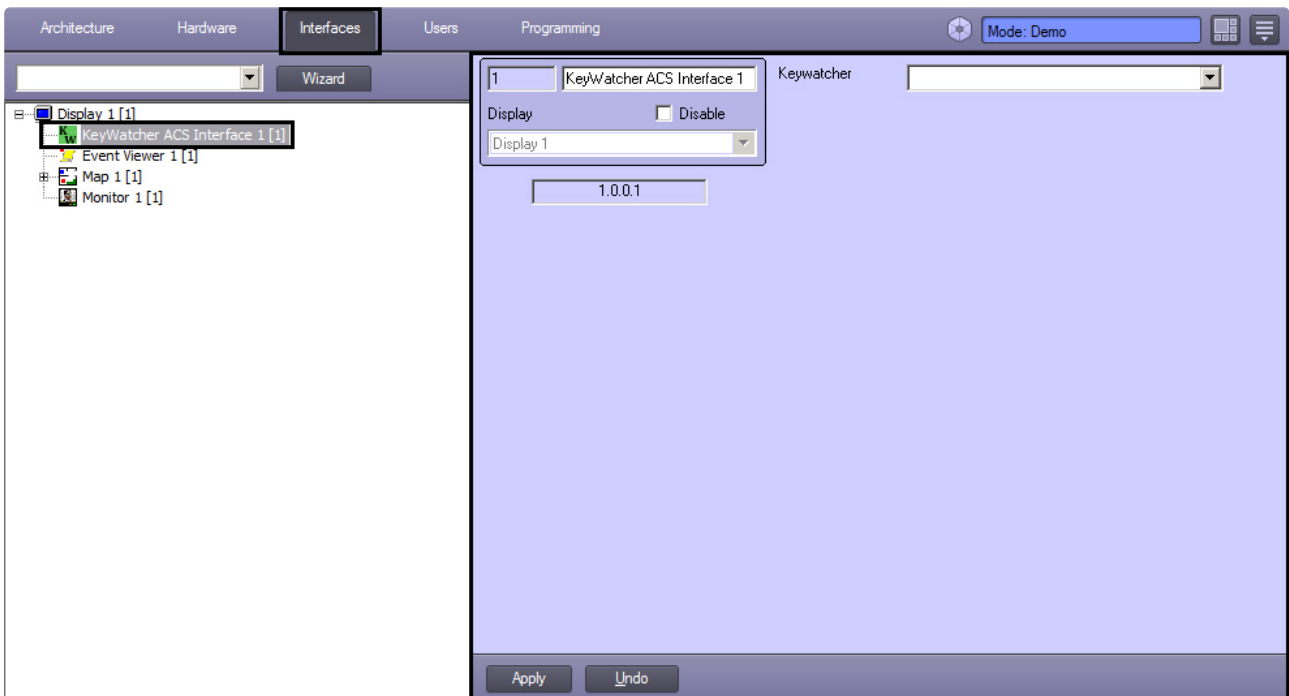 Architecture Hardware Interfaces Users Programming Mode: Demo
Wizard
1 KeyWatcher ACS Interface 1 Keywatcher
Display Disable
Display 1
1.0.0.1
Display 1 [1]
KeyWatcher ACS Interface 1 [1]
Event Viewer 1 [1]
Map 1 [1]
Monitor 1 [1]
Apply Undo